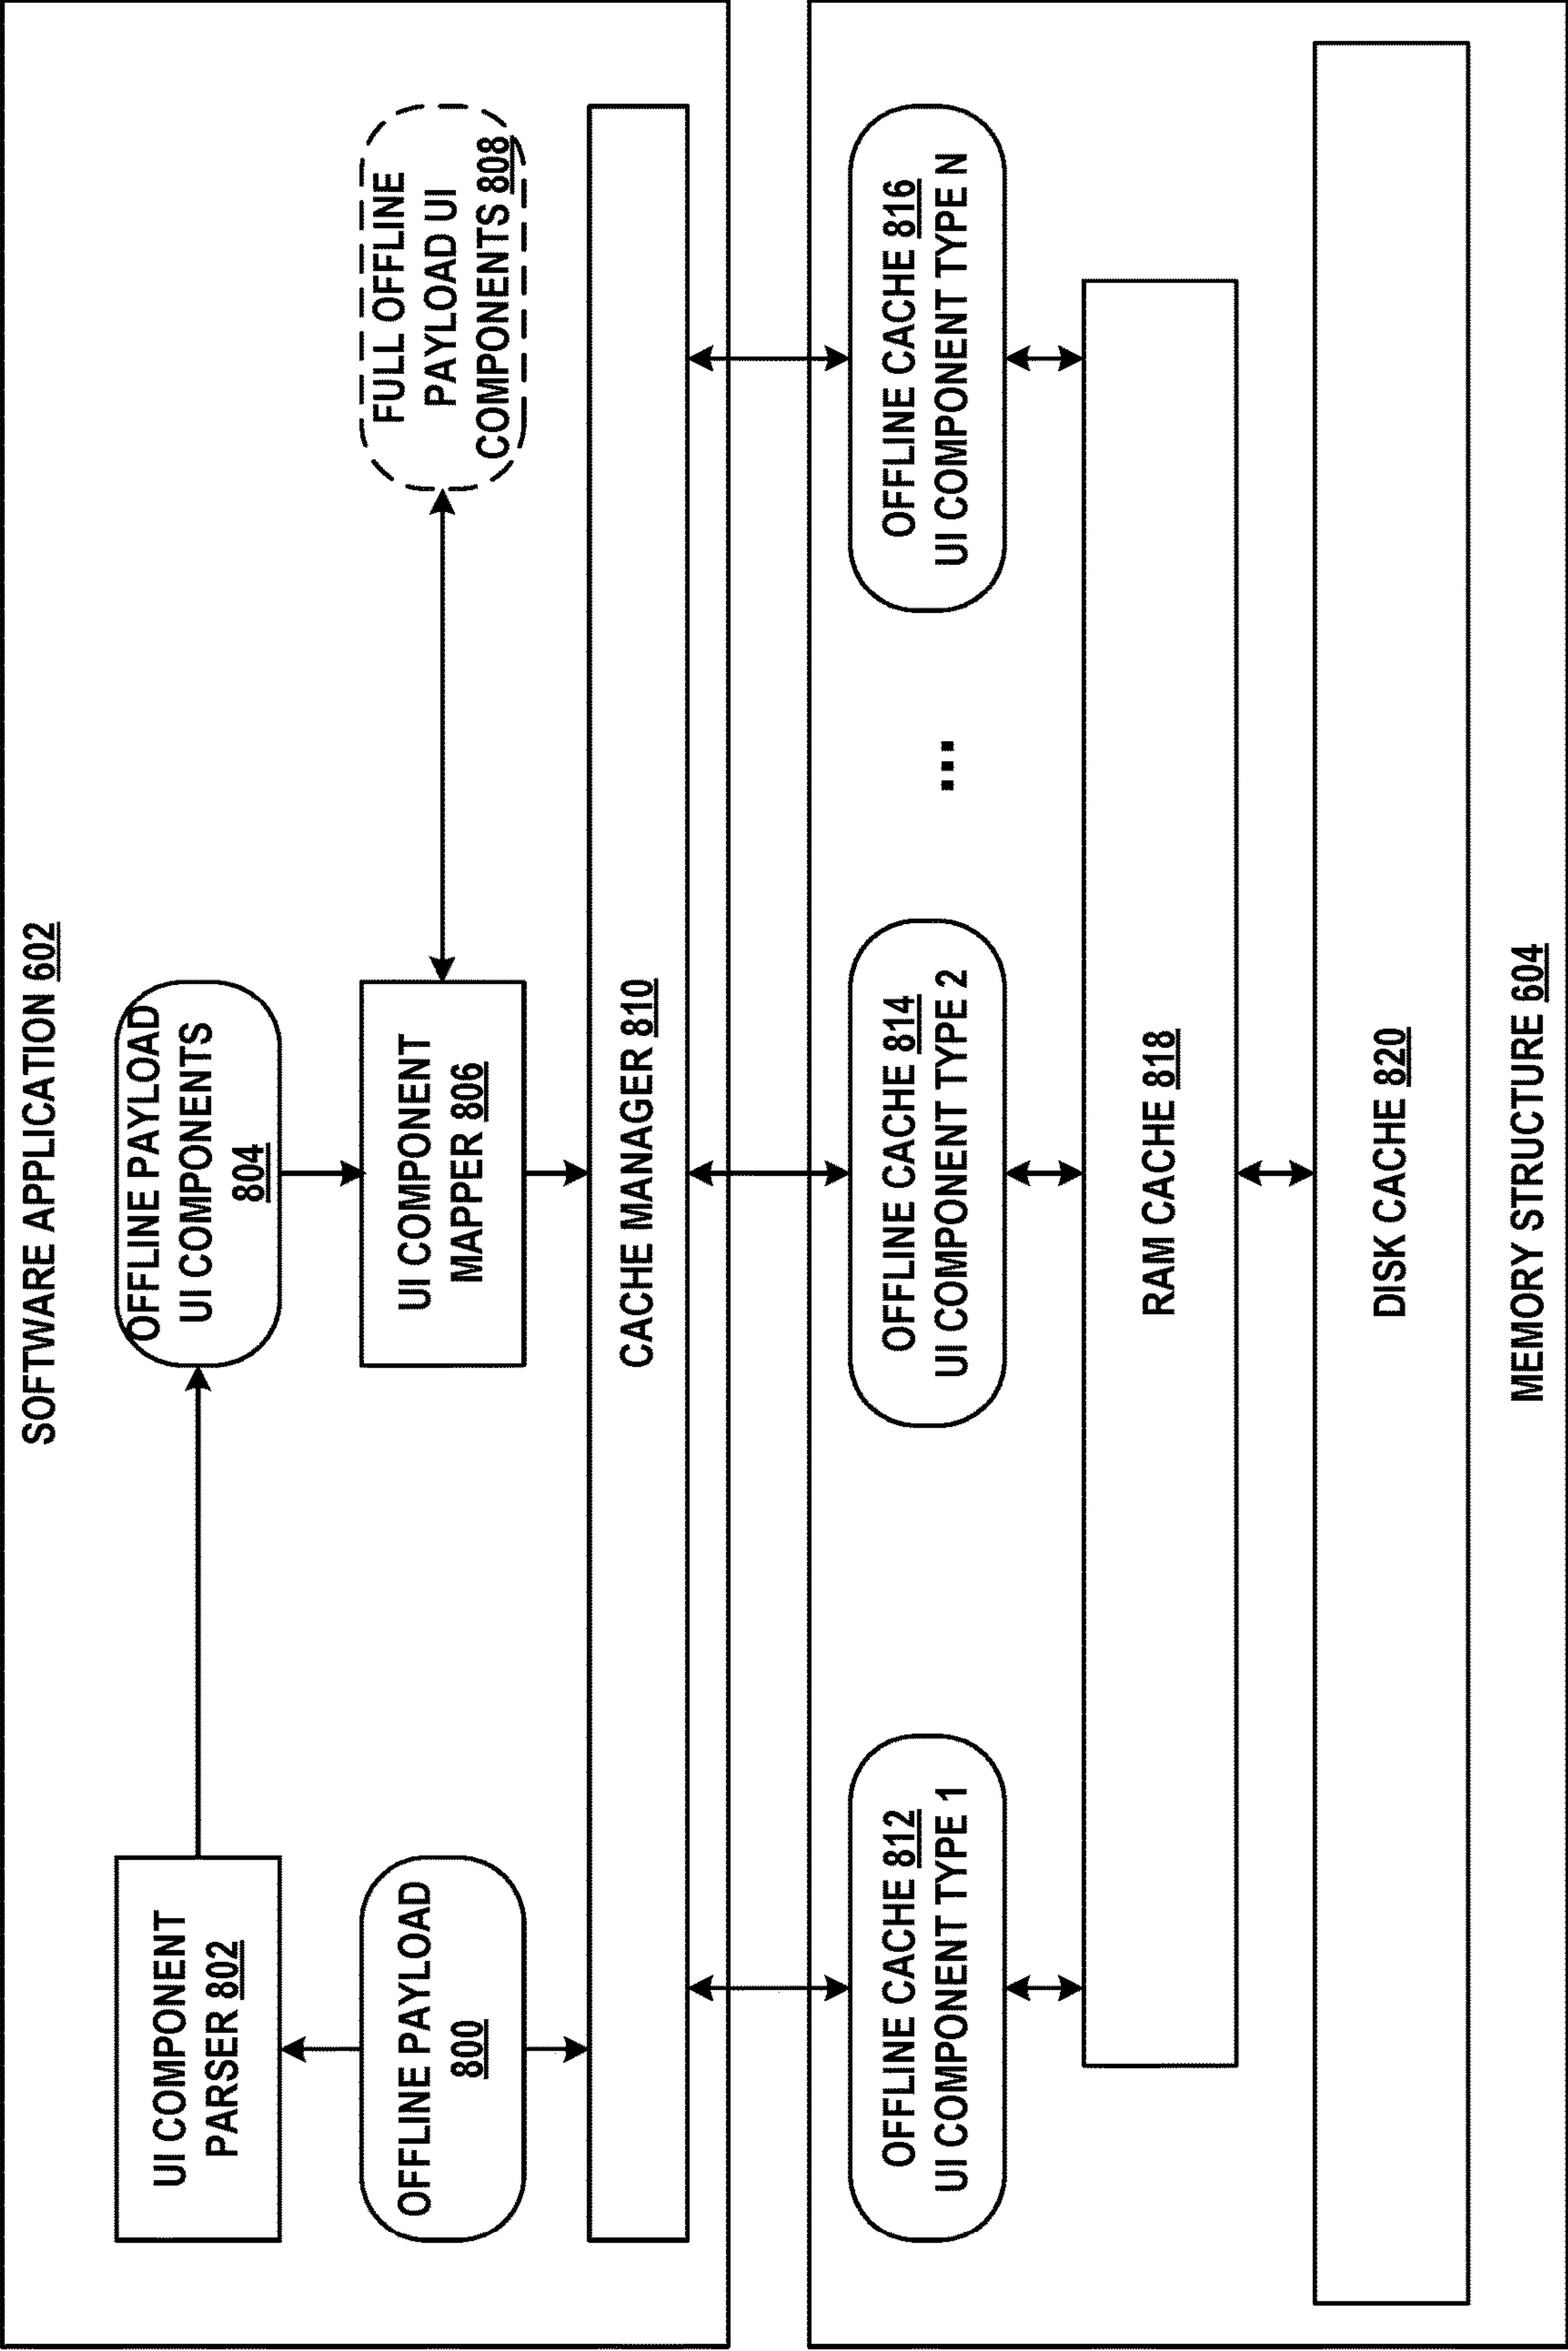 SOFTWARE APPLICATION 602
UI COMPONENT
PARSER 802
OFFLINE PAYLOAD
UI COMPONENTS
804
OFFLINE PAYLOAD
800
UI COMPONENT
MAPPER 806
FULL OFFLINE
PAYLOAD UI
COMPONENTS 808
CACHE MANAGER 810
OFFLINE CACHE 812
UI COMPONENT TYPE 1
OFFLINE CACHE 814
UI COMPONENT TYPE 2
...
OFFLINE CACHE 816
UI COMPONENT TYPE N
RAM CACHE 818
DISK CACHE 820
MEMORY STRUCTURE 604